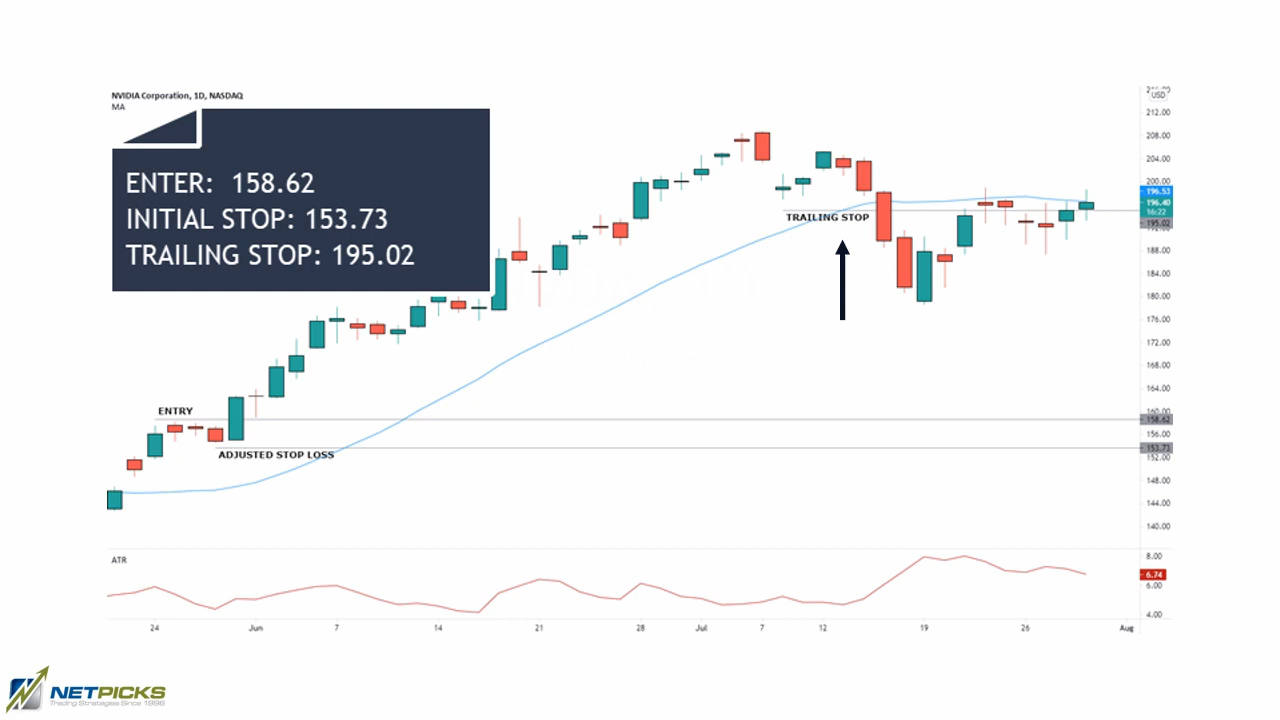 NVIDIA Corporation, 1D, NASDAQ
MA
ENTER: 158.62
INITIAL STOP: 153.73
TRAILING STOP: 195.02
TRAILING STOP
ENTRY
ADJUSTED STOP LOSS
USD
212.00
208.00
204.00
200.00
196.53
196.40
16:22
195.02
188.00
184.00
180.00
176.00
172.00
168.00
164.00
160.00
158.62
156.00
153.73
152.00
148.00
144.00
140.00
ATR
8.00
6.74
6.00
4.00
24
Jun
7
14
21
28
Jul
7
12
19
26
Aug
NETPICKS
Trading Strategies Since 1996